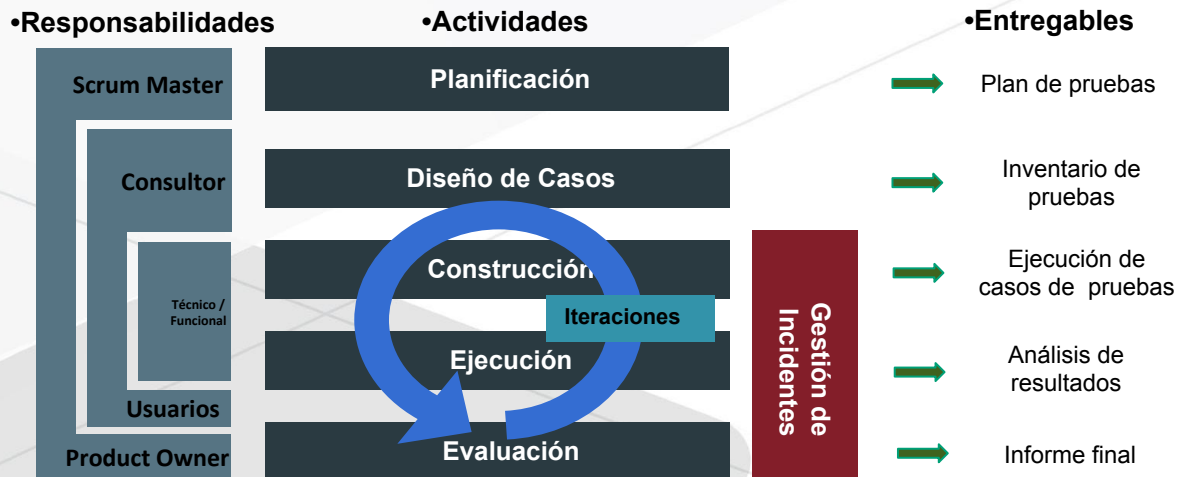 •Responsabilidades
•Actividades
•Entregables
Scrum Master
Planificación
Plan de pruebas
Consultor
Diseño de Casos
Inventario de
pruebas
Técnico /
Funcional
Construcción
Iteraciones
Ejecución
Gestión de
Incidentes
Ejecución de
casos de pruebas
Análisis de
resultados
Usuarios
Product Owner
Evaluación
Informe final